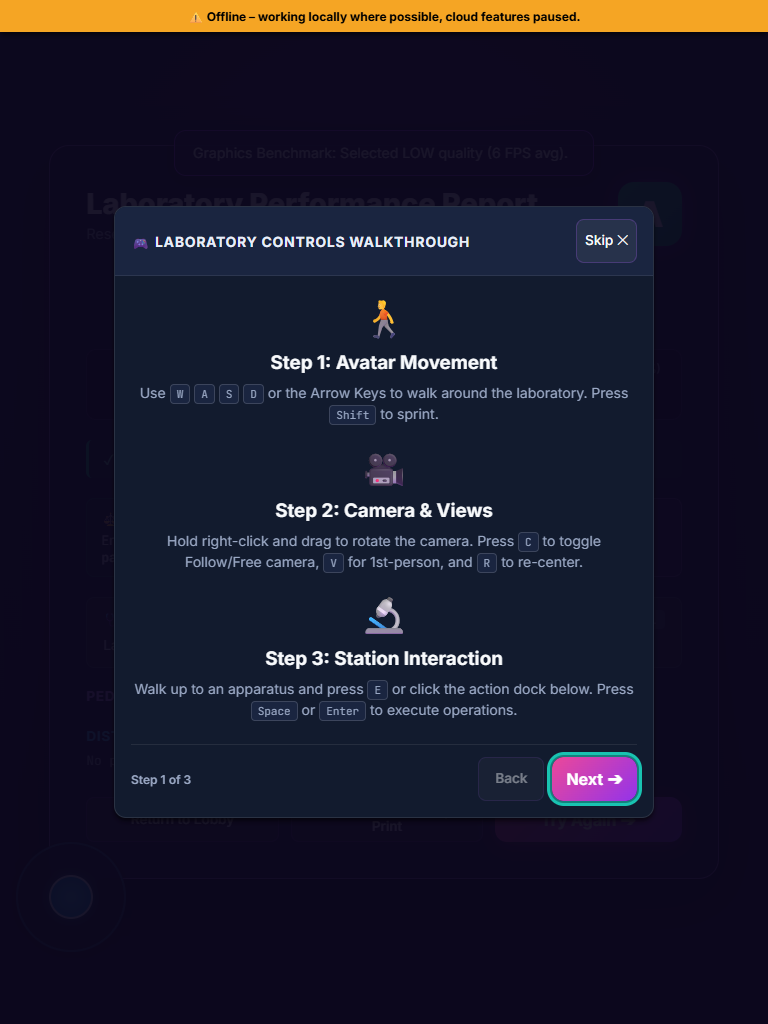 ⚠️ Offline – working locally where possible, cloud features paused.
Graphics Benchmark: Selected LOW quality (6 FPS avg).
Laboratory Performance Report
🎮 LABORATORY CONTROLS WALKTHROUGH
Skip ✕
Step 1: Avatar Movement
Use W A S D or the Arrow Keys to walk around the laboratory. Press
Shift to sprint.
Step 2: Camera & Views
Hold right-click and drag to rotate the camera. Press C to toggle
Follow/Free camera, V for 1st-person, and R to re-center.
Step 3: Station Interaction
Walk up to an apparatus and press E or click the action dock below. Press
Space or Enter to execute operations.
Step 1 of 3
Back
Next ➔
Return to Lobby
Print
Try Again